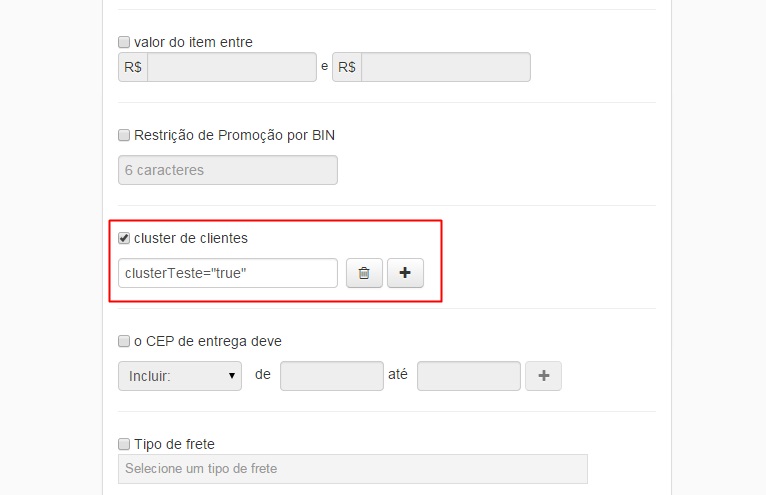 valor do item entre
R$ e R$
Restrição de Promoção por BIN
6 caracteres
cluster de clientes
clusterTeste="true"
o CEP de entrega deve
Incluir: de até
Tipo de frete
Selecione um tipo de frete